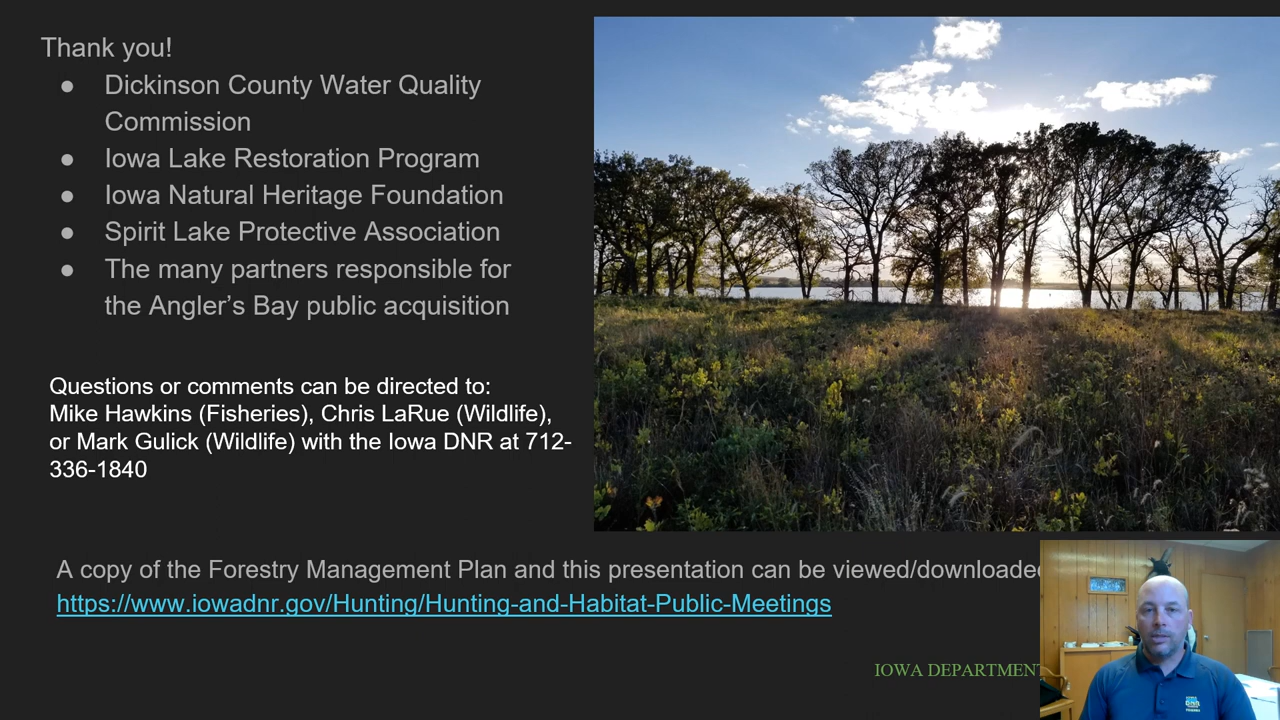 Thank you!
● Dickinson County Water Quality
Commission
● Iowa Lake Restoration Program
● Iowa Natural Heritage Foundation
● Spirit Lake Protective Association
● The many partners responsible for
the Angler's Bay public acquisition
Questions or comments can be directed to:
Mike Hawkins (Fisheries), Chris LaRue (Wildlife),
or Mark Gulick (Wildlife) with the Iowa DNR at 712-
336-1840
A copy of the Forestry Management Plan and this presentation can be viewed/downloaded
https://www.iowadnr.gov/Hunting/Hunting-and-Habitat-Public-Meetings
IOWA DEPARTMENT
DNR